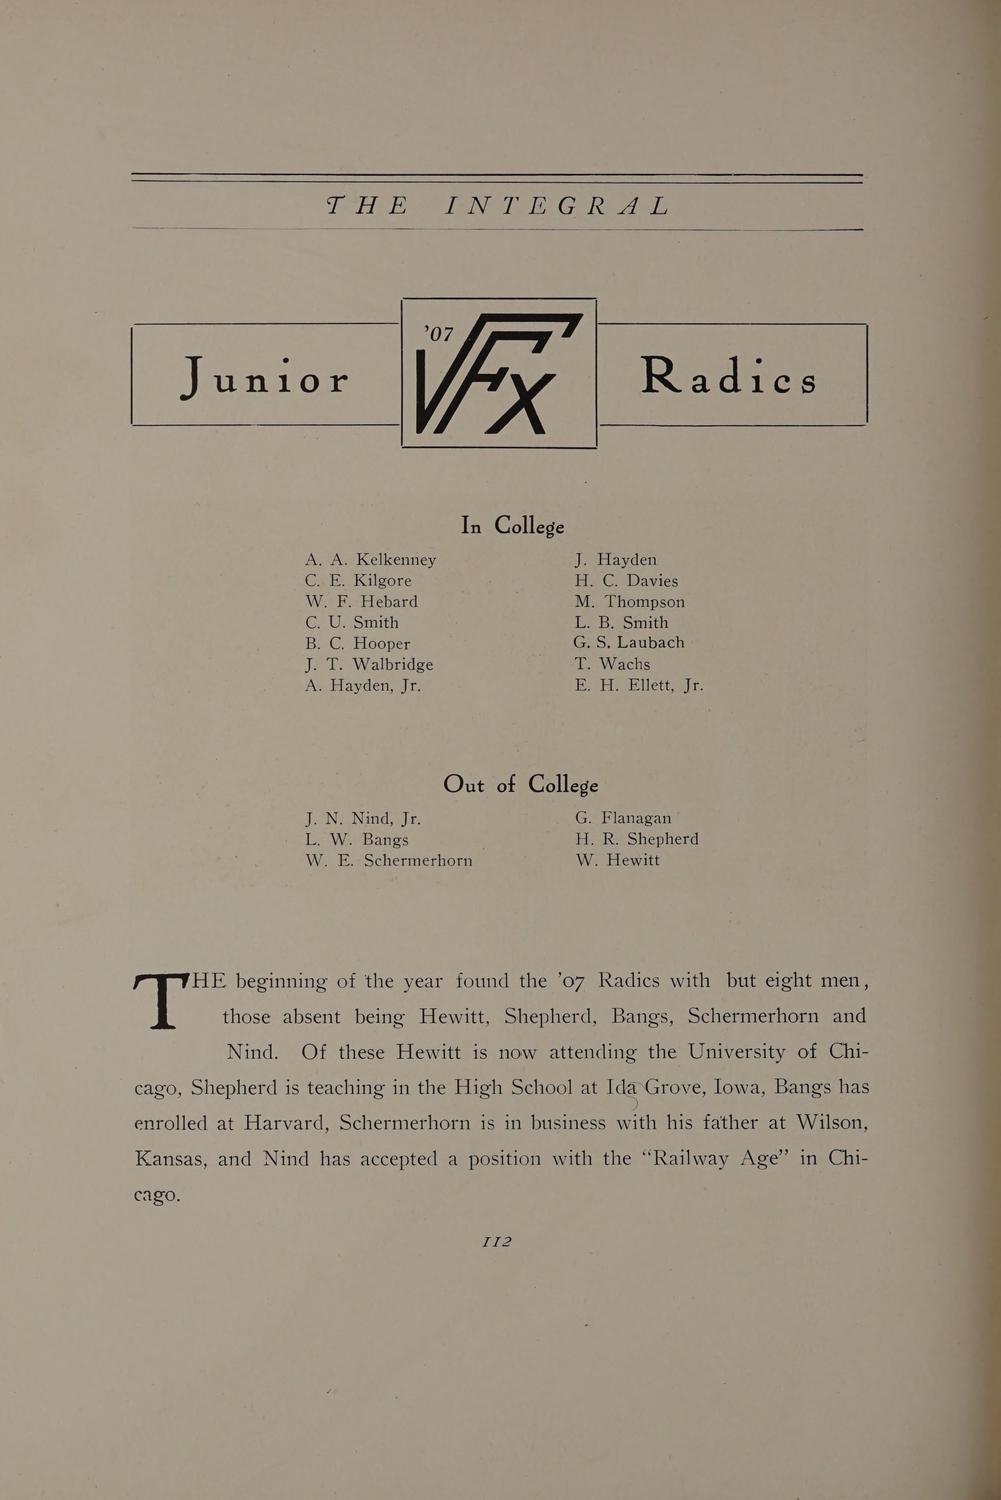 THE INTEGRAL
Junior
’07
√Fx
Radics
In College
A. A. Kelkenney
C. E. Kilgore
W. F. Hebard
C. U. Smith
B. C. Hooper
J. T. Walbridge
A. Hayden, Jr.
J. Hayden
H. C. Davies
M. Thompson
L. B. Smith
G. S. Laubach
T. Wachs
E. H. Ellett, Jr.
Out of College
J. N. Nind, Jr.
L. W. Bangs
W. E. Schermerhorn
G. Flanagan
H. R. Shepherd
W. Hewitt
THE beginning of the year found the ’07 Radics with but eight men,
those absent being Hewitt, Shepherd, Bangs, Schermerhorn and
Nind. Of these Hewitt is now attending the University of Chi-
cago, Shepherd is teaching in the High School at Ida Grove, Iowa, Bangs has
enrolled at Harvard, Schermerhorn is in business with his father at Wilson,
Kansas, and Nind has accepted a position with the “Railway Age” in Chi-
cago.
112